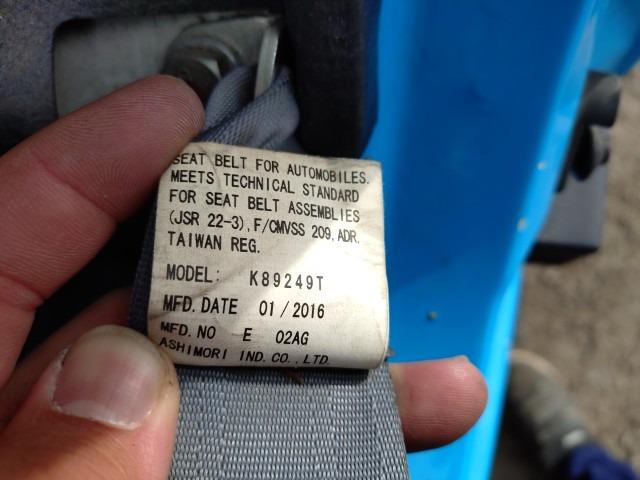 SEAT BELT FOR AUTOMOBILES.
MEETS TECHNICAL STANDARD
FOR SEAT BELT ASSEMBLIES
(JSR 22-3), F/CMVSS 209, ADR.
TAIWAN REG.
MODEL: K89249T
MFD. DATE 01/2016
MFD. NO E 02AG
ASHIMORI IND. CO., LTD.